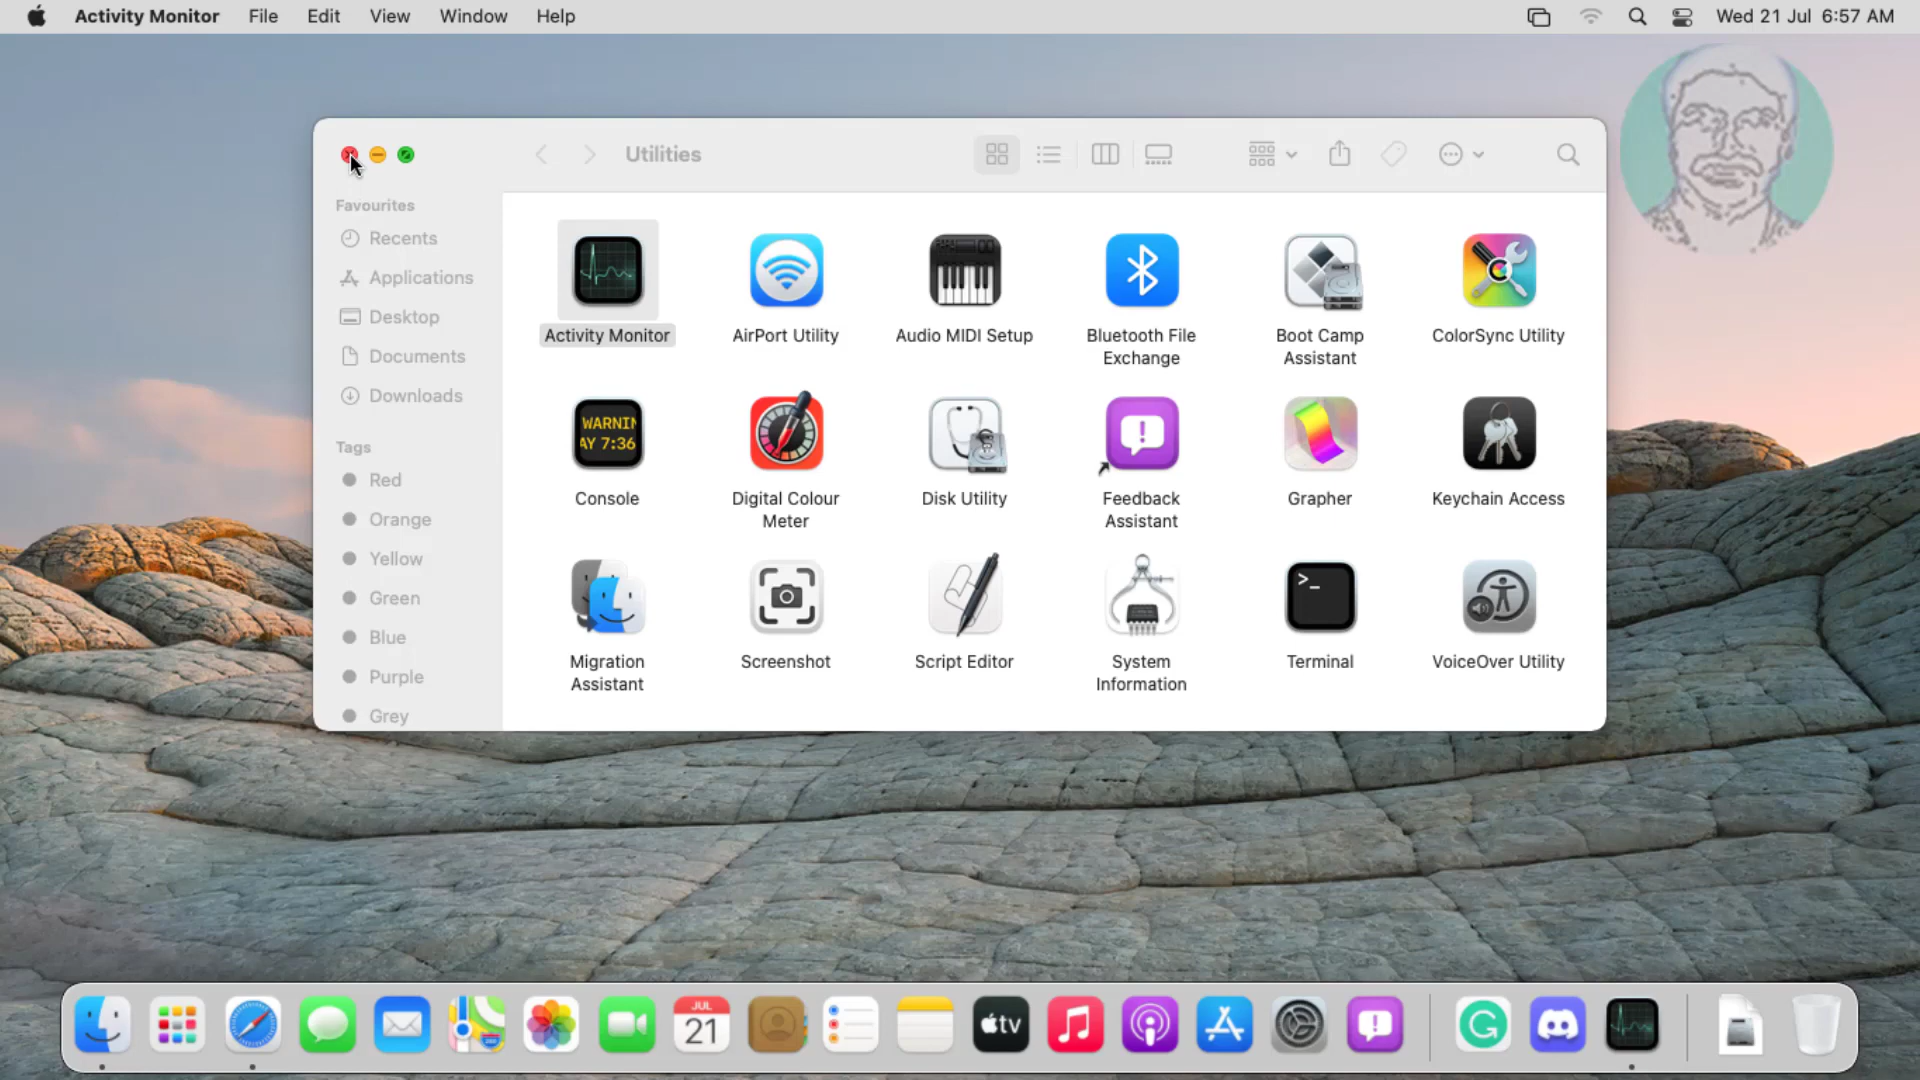 Activity Monitor File Edit View Window Help Wed 21 Jul 6:57 AM
Utilities
Favourites
Recents
Applications
Desktop
Documents
Downloads
Tags
Red
Orange
Yellow
Green
Blue
Purple
Grey
Activity Monitor
AirPort Utility
Audio MIDI Setup
Bluetooth File
Exchange
Boot Camp
Assistant
ColorSync Utility
WARNIN
AY 7:36
Console
Digital Colour
Meter
Disk Utility
Feedback
Assistant
Grapher
Keychain Access
Migration
Assistant
Screenshot
Script Editor
System
Information
>_
Terminal
VoiceOver Utility
JUL
21
tv